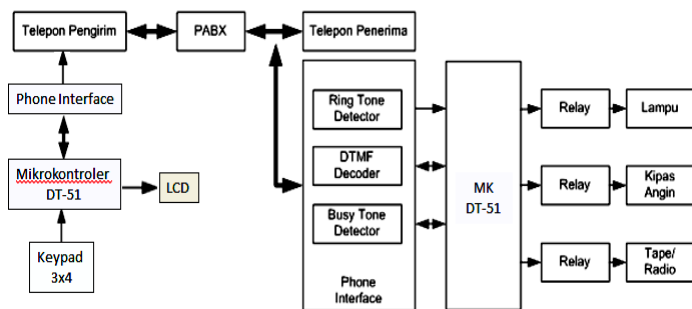 Telepon Pengirim
PABX
Telepon Penerima
Phone Interface
Mikrokontroler
DT-51
LCD
Keypad
3x4
Ring Tone
Detector
DTMF
Decoder
Busy Tone
Detector
Phone
Interface
MK
DT-51
Relay
Lampu
Relay
Kipas
Angin
Relay
Tape/
Radio